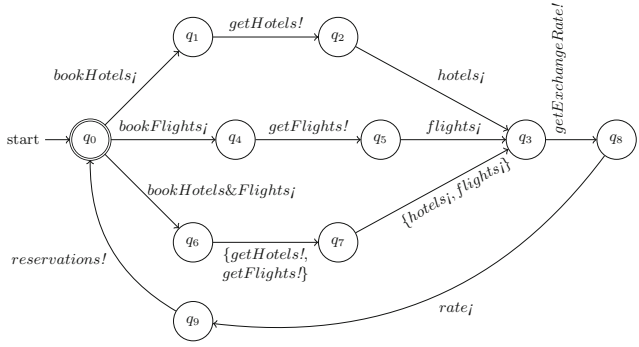 getHotels!
getExchangeRate!
q1
q2
bookHotels¡
hotels¡
start
q0
bookFlights¡
q4
getFlights!
q5
flights¡
q3
q8
bookHotels&Flights¡
{hotels¡, flights¡}
q6
{getHotels!,
getFlights!}
q7
reservations!
rate¡
q9